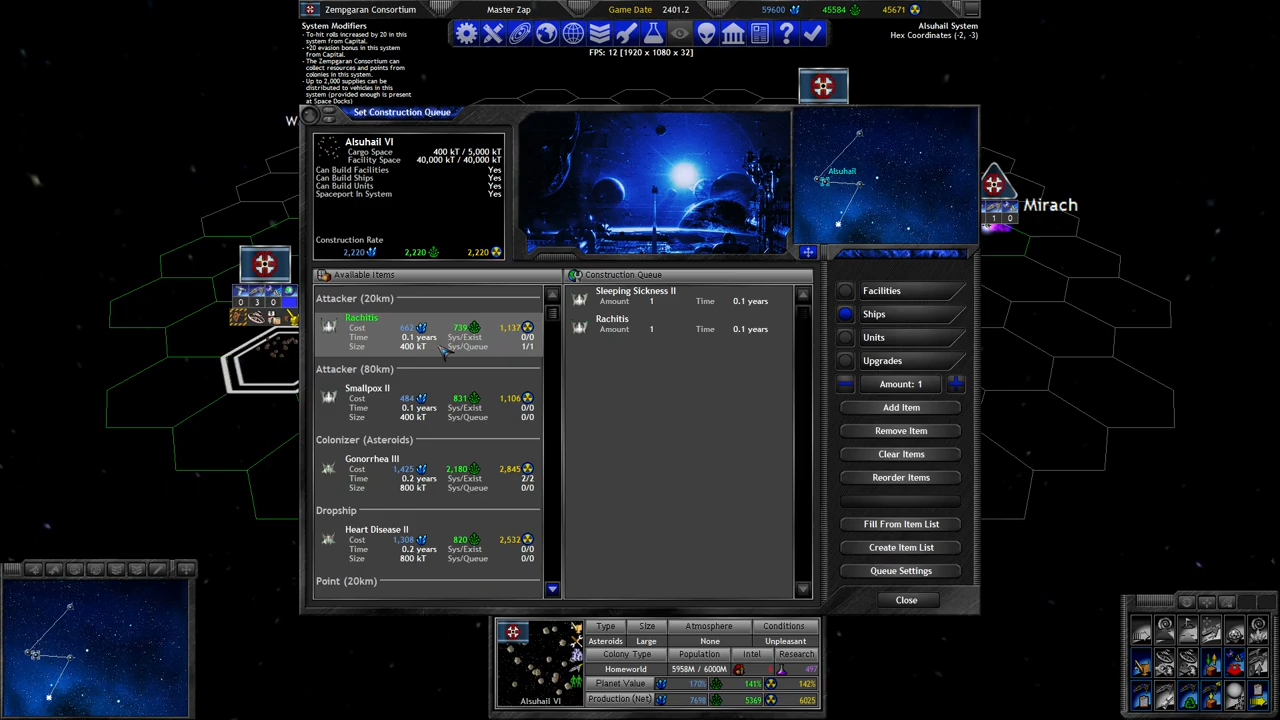 Zempgaran Consortium
Master Zap
Game Date 2401.2
59600
45584
45671
System Modifiers
- To-hit rolls increased by 20 in this
system from Capital.
- +20 evasion bonus in this system
from Capital.
- The Zempgaran Consortium can
collect resources and points from
colonies in this system.
- Up to 2,000 supplies can be
distributed to vehicles in this
system (provided enough is present
at Space Docks)
FPS: 12 [1920 x 1080 x 32]
Alsuhail System
Hex Coordinates (-2, -3)
W
Mirach
1 0
0 3 0
Set Construction Queue
Alsuhail VI
Cargo Space 400 kT / 5,000 kT
Facility Space 40,000 kT / 40,000 kT
Can Build Facilities Yes
Can Build Ships Yes
Can Build Units Yes
Spaceport In System Yes
Construction Rate
2,220 2,220 2,220
Alsuhail
Available Items
Attacker (20km)
Rachitis
Cost 662 739 1,137
Time 0.1 years Sys/Exist 0/0
Size 400 kT Sys/Queue 1/1
Attacker (80km)
Smallpox II
Cost 484 831 1,106
Time 0.1 years Sys/Exist 0/0
Size 400 kT Sys/Queue 0/0
Colonizer (Asteroids)
Gonorrhea III
Cost 1,425 2,180 2,845
Time 0.2 years Sys/Exist 2/2
Size 800 kT Sys/Queue 0/0
Dropship
Heart Disease II
Cost 1,308 820 2,532
Time 0.2 years Sys/Exist 0/0
Size 800 kT Sys/Queue 0/0
Point (20km)
Construction Queue
Sleeping Sickness II
Amount 1 Time 0.1 years
Rachitis
Amount 1 Time 0.1 years
Facilities
Ships
Units
Upgrades
Amount: 1
Add Item
Remove Item
Clear Items
Reorder Items
Fill From Item List
Create Item List
Queue Settings
Close
Alsuhail VI
Type Size Atmosphere Conditions
Asteroids Large None Unpleasant
Colony Type Population Intel Research
Homeworld 5958M / 6000M 497
Planet Value 170% 141% 142%
Production (Net) 7698 5369 6025